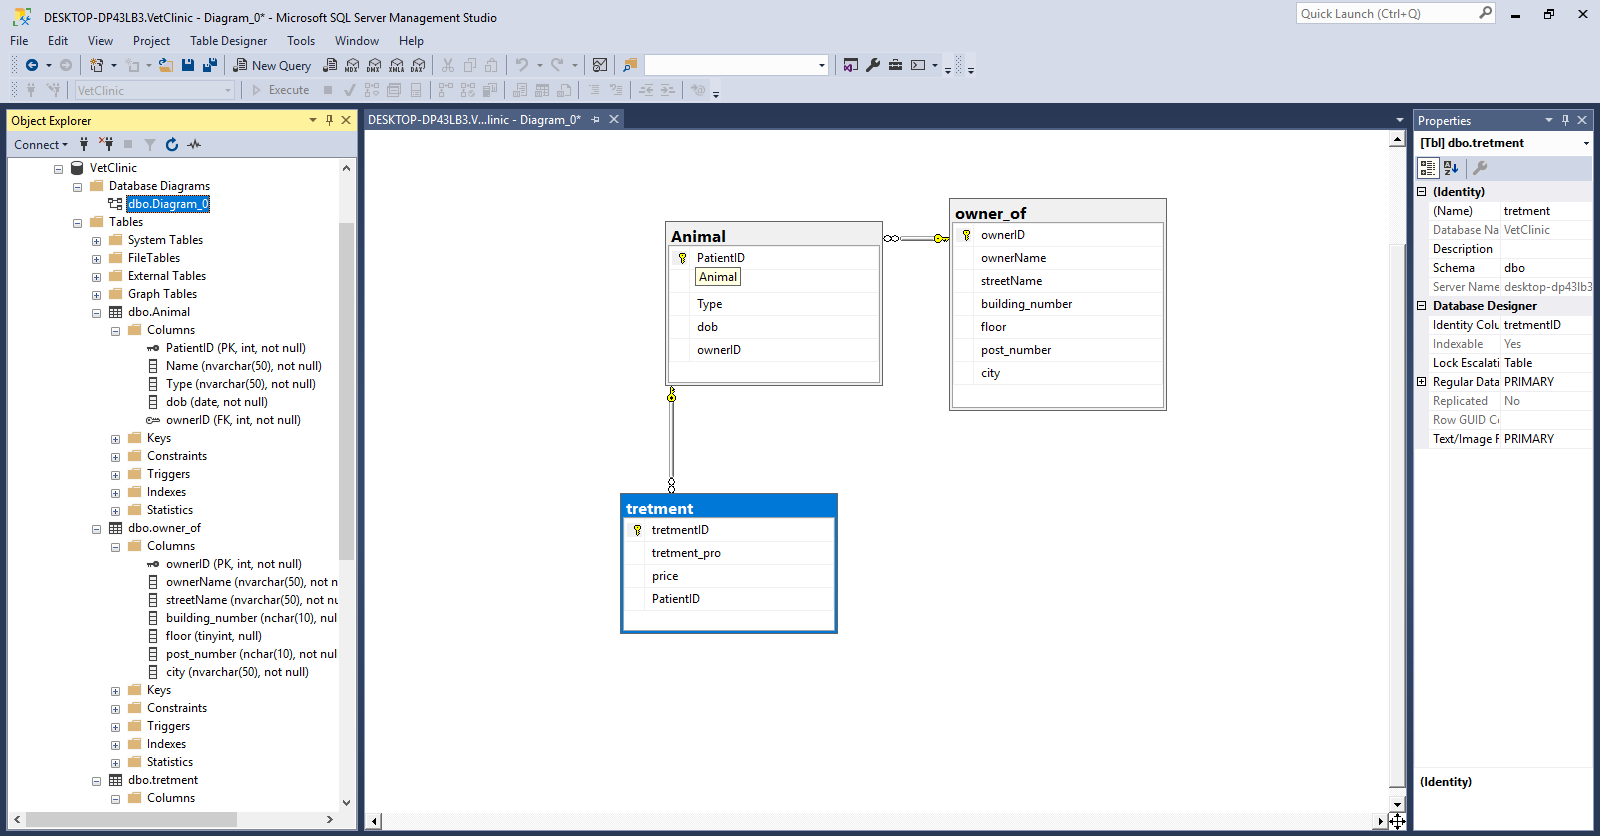 DESKTOP-DP43LB3.VetClinic - Diagram_0* - Microsoft SQL Server Management Studio
Quick Launch (Ctrl+Q)
File Edit View Project Table Designer Tools Window Help
New Query
MDX DMX XMLA DAX
VetClinic
Execute
Object Explorer
Connect
VetClinic
Database Diagrams
dbo.Diagram_0
Tables
System Tables
FileTables
External Tables
Graph Tables
dbo.Animal
Columns
PatientID (PK, int, not null)
Name (nvarchar(50), not null)
Type (nvarchar(50), not null)
dob (date, not null)
ownerID (FK, int, not null)
Keys
Constraints
Triggers
Indexes
Statistics
dbo.owner_of
Columns
ownerID (PK, int, not null)
ownerName (nvarchar(50), not n
streetName (nvarchar(50), not nu
building_number (nchar(10), nul
floor (tinyint, null)
post_number (nchar(10), not nul
city (nvarchar(50), not null)
Keys
Constraints
Triggers
Indexes
Statistics
dbo.tretment
Columns
DESKTOP-DP43LB3.V...linic - Diagram_0*
Animal
PatientID
Animal
Type
dob
ownerID
owner_of
ownerID
ownerName
streetName
building_number
floor
post_number
city
tretment
tretmentID
tretment_pro
price
PatientID
Properties
[Tbl] dbo.tretment
(Identity)
(Name) tretment
Database Na VetClinic
Description
Schema dbo
Server Name desktop-dp43lb3
Database Designer
Identity Colu tretmentID
Indexable Yes
Lock Escalati Table
Regular Data PRIMARY
Replicated No
Row GUID Co
Text/Image F PRIMARY
(Identity)